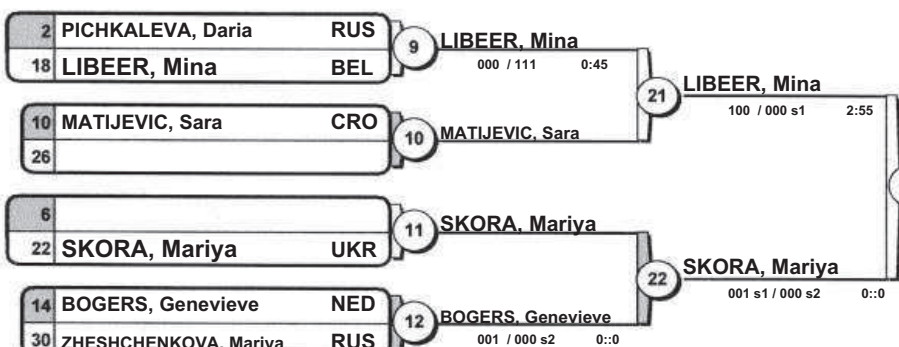 2 PICHKALEVA, Daria RUS
18 LIBEER, Mina BEL
9 LIBEER, Mina
000 / 111 0:45
10 MATIJEVIC, Sara CRO
26
10 MATIJEVIC, Sara
21 LIBEER, Mina
100 / 000 s1 2:55
6
22 SKORA, Mariya UKR
11 SKORA, Mariya
14 BOGERS, Genevieve NED
30 ZHESHCHENKOVA, Mariya RUS
12 BOGERS, Genevieve
001 / 000 s2 0::0
22 SKORA, Mariya
001 s1 / 000 s2 0::0